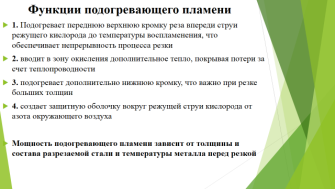 Функции подогревающего пламени
1. Подогревает переднюю верхнюю кромку реза впереди струи
режущего кислорода до температуры воспламенения, что
обеспечивает непрерывность процесса резки
2. вводит в зону окисления дополнительное тепло, покрывая потери за
счет теплопроводности
3. подогревает дополнительно нижнюю кромку, что важно при резке
больших толщин
4. создает защитную оболочку вокруг режущей струи кислорода от
азота окружающего воздуха
Мощность подогревающего пламени зависит от толщины и
состава разрезаемой стали и температуры металла перед резкой